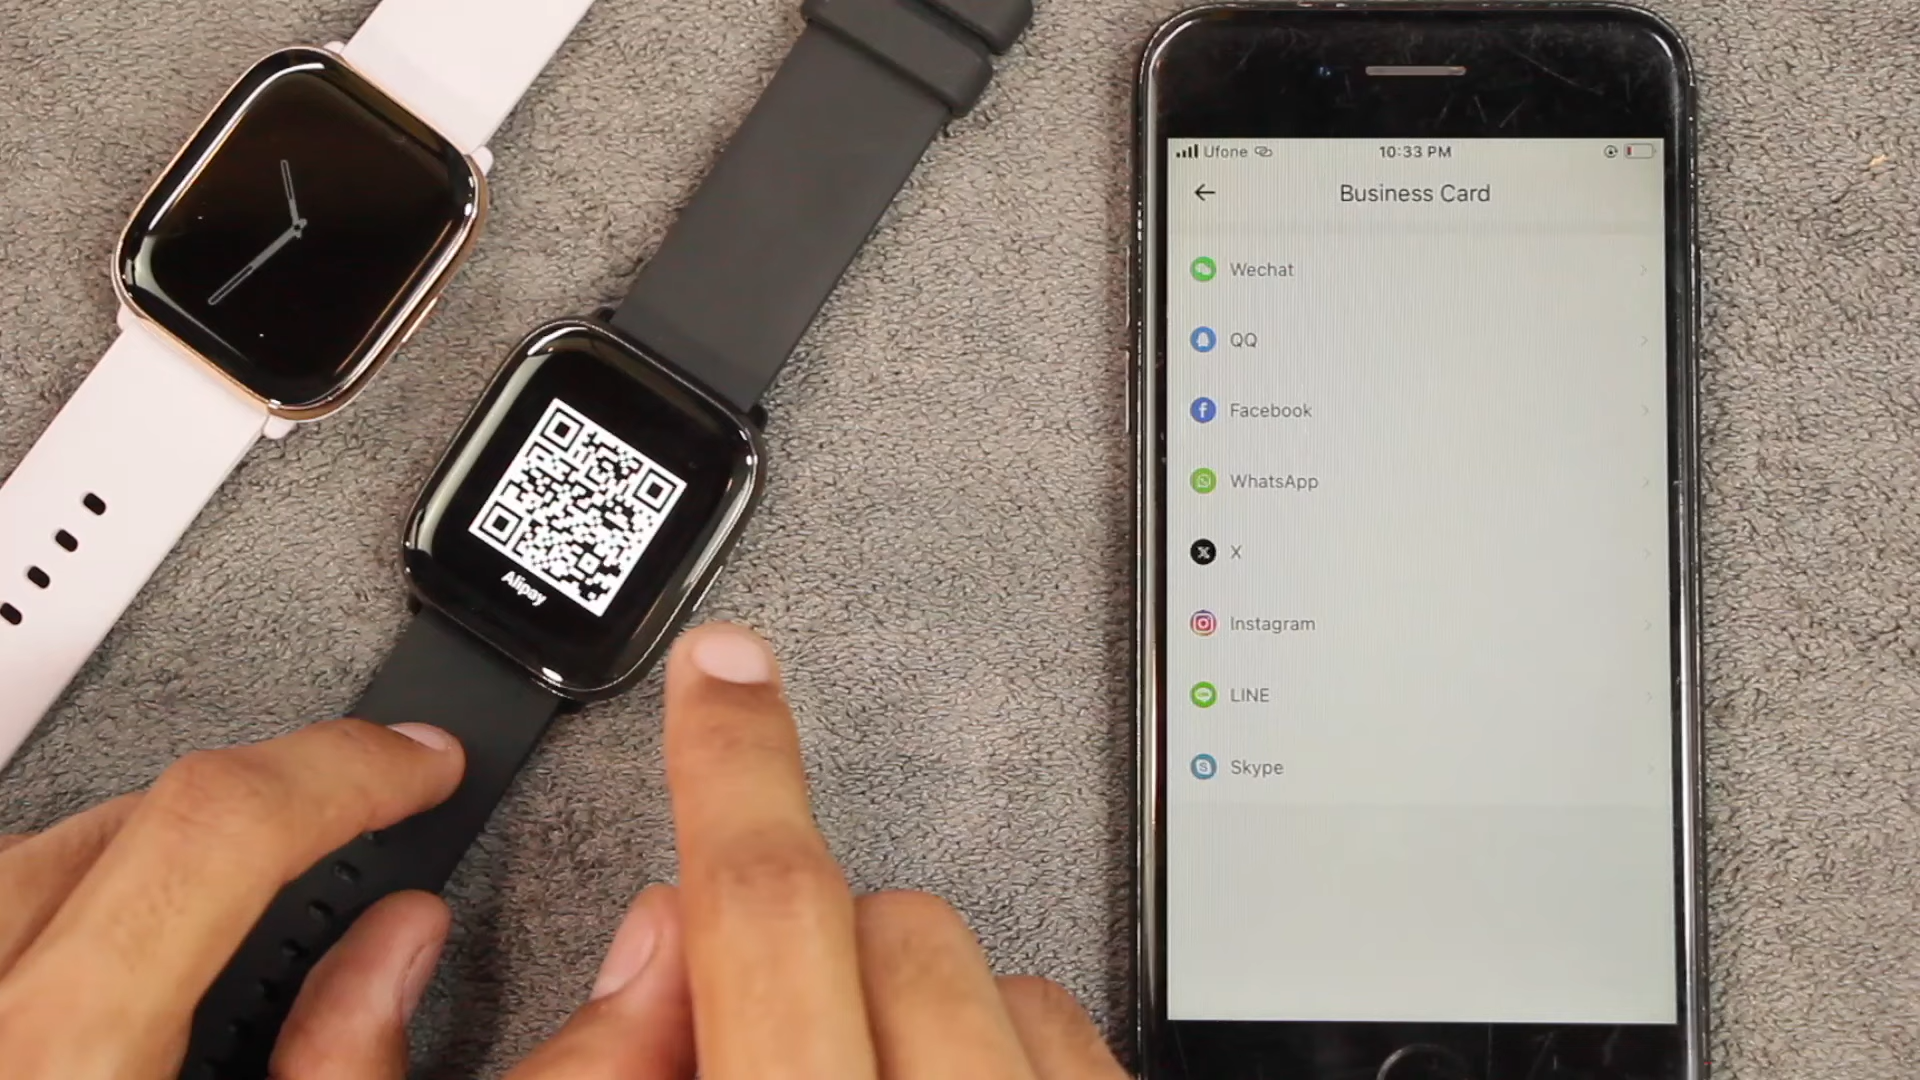 Alipay
Ufone 10:33 PM
Business Card
Wechat
QQ
Facebook
WhatsApp
X
Instagram
LINE
Skype